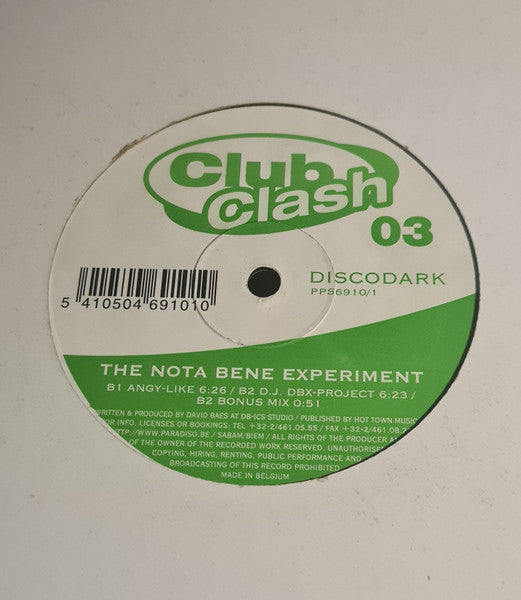 Club
Clash
03
DISCODARK
PPS6910/1
5 410504 691010
THE NOTA BENE EXPERIMENT
B1 ANGY-LIKE 6:26 / B2 D.J. DBX-PROJECT 6:23 /
B2 BONUS MIX 0:51
WRITTEN & PRODUCED BY DAVID BAES AT DB-ICS STUDIO / PUBLISHED BY HOT TOWN MUSIC
FOR INFO, LICENSES OR BOOKINGS: TEL +32-2/461.05.55 / FAX +32-2/461.08.
HTTP://WWW.PARADISO.BE / SABAM/BIEM / ALL RIGHTS OF THE PRODUCER
OF THE OWNER OF THE RECORDED WORK RESERVED. UNAUTHORISED
COPYING, HIRING, RENTING, PUBLIC PERFORMANCE AND
BROADCASTING OF THIS RECORD PROHIBITED
MADE IN BELGIUM